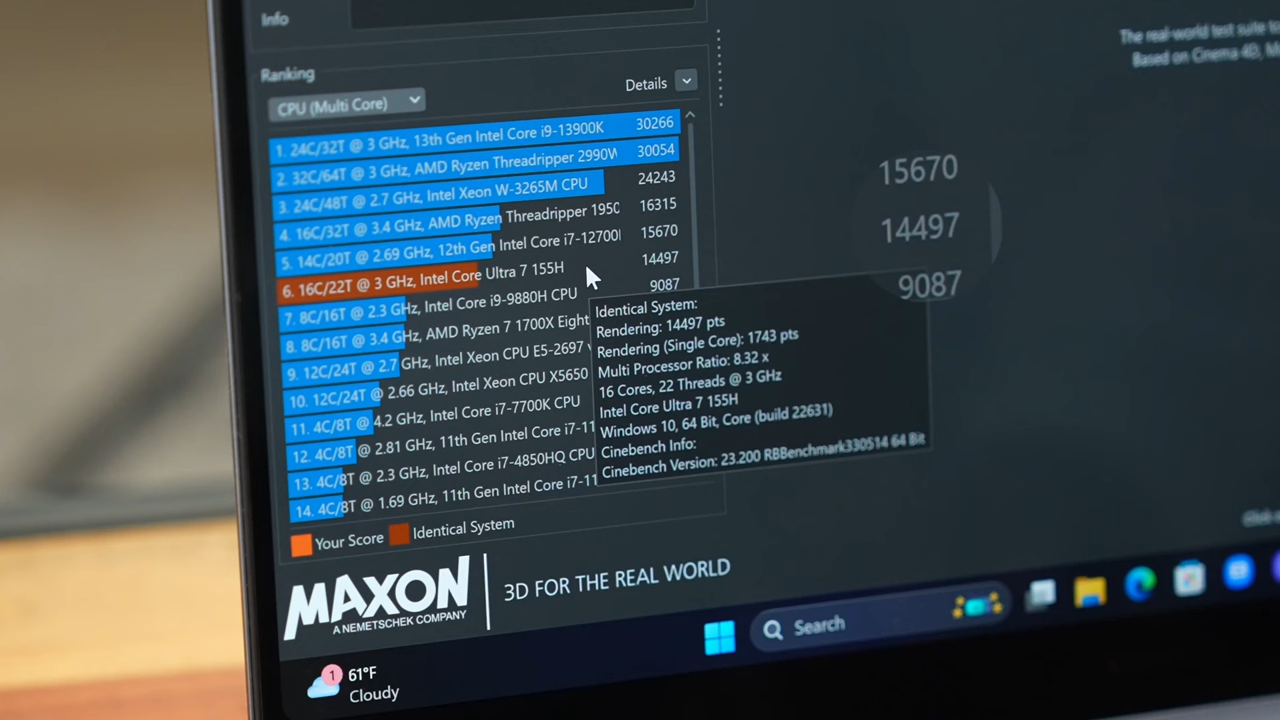 Info
Ranking
CPU (Multi Core)
Details
1. 24C/32T @ 3 GHz, 13th Gen Intel Core i9-13900K 30266
2. 32C/64T @ 3 GHz, AMD Ryzen Threadripper 2990W 30054
3. 24C/48T @ 2.7 GHz, Intel Xeon W-3265M CPU 24243
4. 16C/32T @ 3.4 GHz, AMD Ryzen Threadripper 1950 16315
5. 14C/20T @ 2.69 GHz, 12th Gen Intel Core i7-12700 15670
6. 16C/22T @ 3 GHz, Intel Core Ultra 7 155H 14497
7. 8C/16T @ 2.3 GHz, Intel Core i9-9880H CPU 9087
8. 8C/16T @ 3.4 GHz, AMD Ryzen 7 1700X Eight
9. 12C/24T @ 2.7 GHz, Intel Xeon CPU E5-2697
10. 12C/24T @ 2.66 GHz, Intel Xeon CPU X5650
11. 4C/8T @ 4.2 GHz, Intel Core i7-7700K CPU
12. 4C/8T @ 2.81 GHz, 11th Gen Intel Core i7-11
13. 4C/8T @ 2.3 GHz, Intel Core i7-4850HQ CPU
14. 4C/8T @ 1.69 GHz, 11th Gen Intel Core i7-11
Identical System:
Rendering: 14497 pts
Rendering (Single Core): 1743 pts
Multi Processor Ratio: 8.32 x
16 Cores, 22 Threads @ 3 GHz
Intel Core Ultra 7 155H
Windows 10, 64 Bit, Core (build 22631)
Cinebench Info:
Cinebench Version: 23.200 RBBenchmark330514 64 Bit
15670
14497
9087
The real-world test suite
Based on Cinema 4D,
Your Score
Identical System
MAXON
A NEMETSCHEK COMPANY
3D FOR THE REAL WORLD
Search
1
61°F
Cloudy